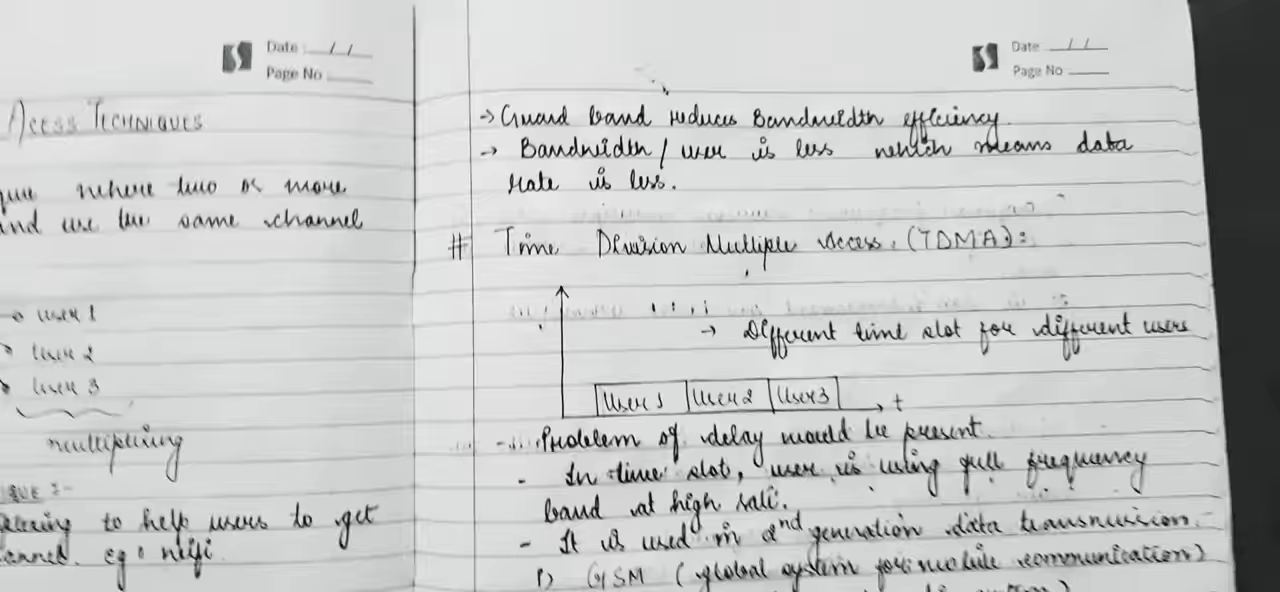 Date / /
Page No
Access Techniques
where two or more
and use the same channel
user 1
user 2
user 3
multiplexing
to help users to get
eg: wifi
Date / /
Page No
→ Guard band reduces Bandwidth efficiency
→ Bandwidth / user is less which means data
rate is less.
# Time Division Multiple Access. (TDMA):
→ Different time slot for different users
User 1 User 2 User 3
t
- Problem of delay would be present.
- In time slot, user is using full frequency
band at high rate.
- It is used in 2nd generation data transmission.
1) GSM (global system for mobile communication)